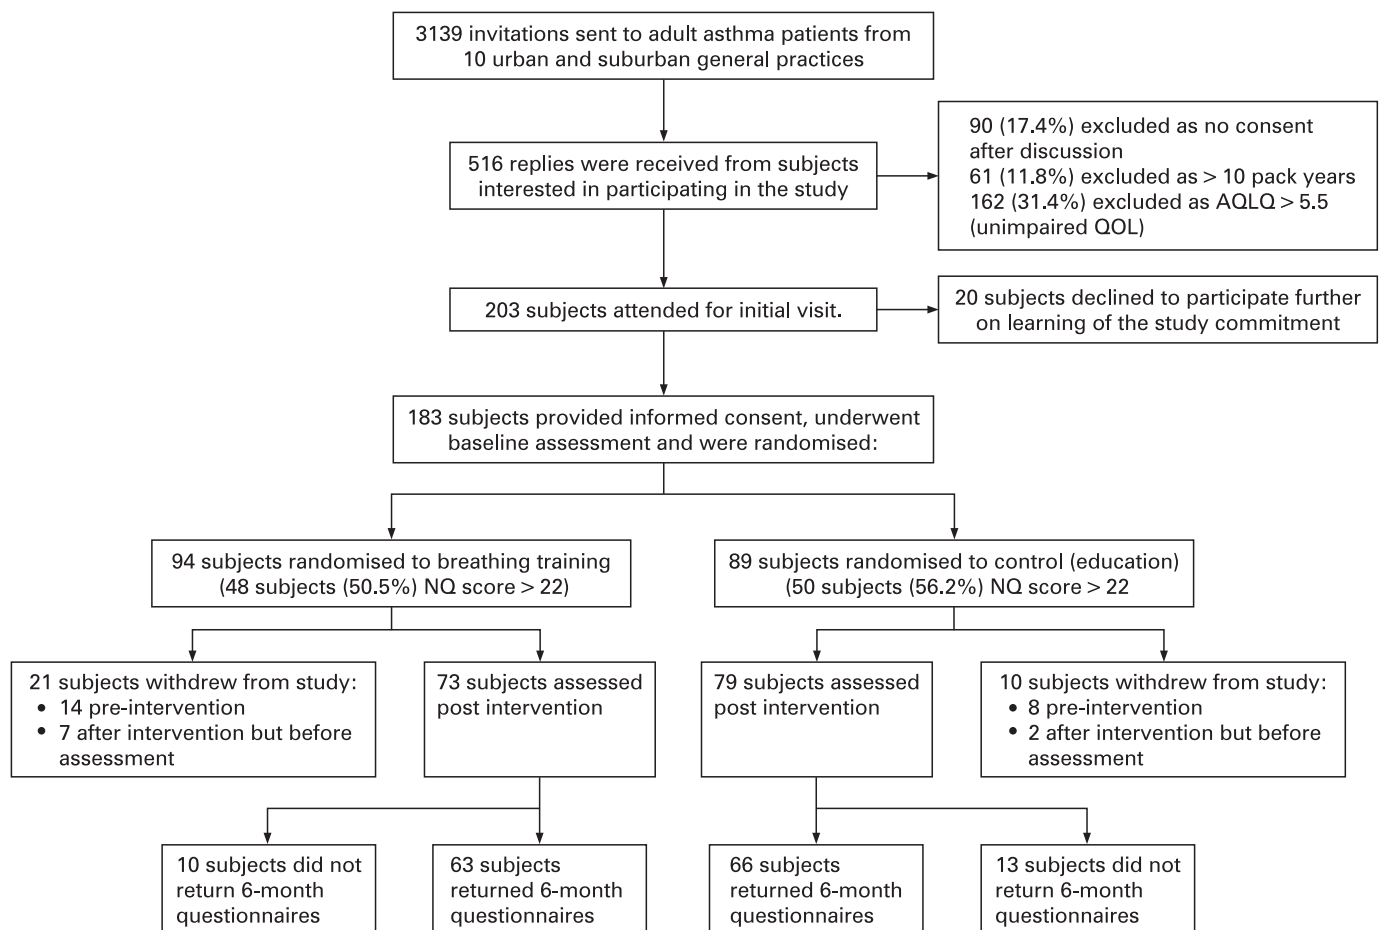 3139 invitations sent to adult asthma patients from
10 urban and suburban general practices
90 (17.4%) excluded as no consent
after discussion
61 (11.8%) excluded as > 10 pack years
162 (31.4%) excluded as AQLQ > 5.5
(unimpaired QOL)
516 replies were received from subjects
interested in participating in the study
203 subjects attended for initial visit.
20 subjects declined to participate further
on learning of the study commitment
183 subjects provided informed consent, underwent
baseline assessment and were randomised:
94 subjects randomised to breathing training
(48 subjects (50.5%) NQ score > 22)
89 subjects randomised to control (education)
(50 subjects (56.2%) NQ score > 22
21 subjects withdrew from study:
• 14 pre-intervention
• 7 after intervention but before
assessment
73 subjects assessed
post intervention
79 subjects assessed
post intervention
10 subjects withdrew from study:
• 8 pre-intervention
• 2 after intervention but before
assessment
10 subjects did not
return 6-month
questionnaires
63 subjects
returned 6-month
questionnaires
66 subjects
returned 6-month
questionnaires
13 subjects did not
return 6-month
questionnaires